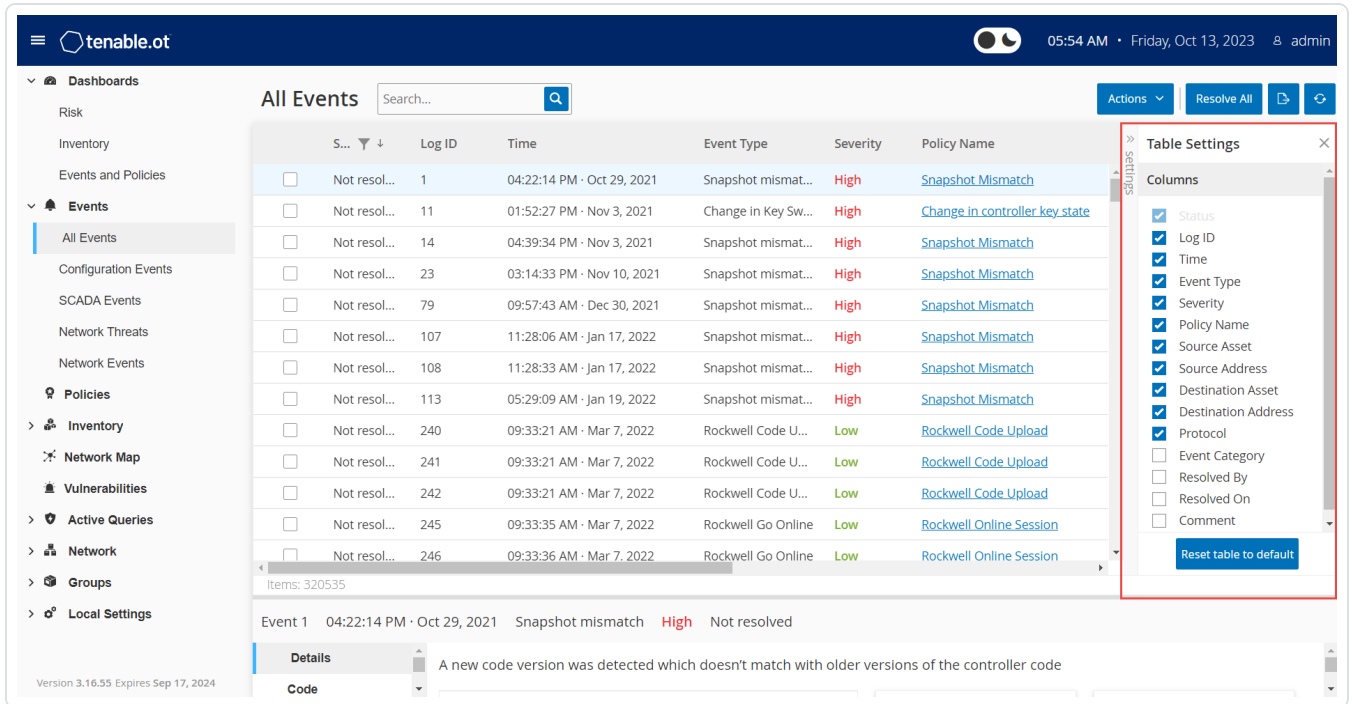 tenable.ot
05:54 AM • Friday, Oct 13, 2023 admin
Dashboards
Risk
Inventory
Events and Policies
Events
All Events
Configuration Events
SCADA Events
Network Threats
Network Events
Policies
Inventory
Network Map
Vulnerabilities
Active Queries
Network
Groups
Local Settings
Version 3.16.55 Expires Sep 17, 2024
All Events Search... Actions Resolve All
S... Log ID Time Event Type Severity Policy Name
Not resol... 1 04:22:14 PM · Oct 29, 2021 Snapshot mismat... High Snapshot Mismatch
Not resol... 11 01:52:27 PM · Nov 3, 2021 Change in Key Sw... High Change in controller key state
Not resol... 14 04:39:34 PM · Nov 3, 2021 Snapshot mismat... High Snapshot Mismatch
Not resol... 23 03:14:33 PM · Nov 10, 2021 Snapshot mismat... High Snapshot Mismatch
Not resol... 79 09:57:43 AM · Dec 30, 2021 Snapshot mismat... High Snapshot Mismatch
Not resol... 107 11:28:06 AM · Jan 17, 2022 Snapshot mismat... High Snapshot Mismatch
Not resol... 108 11:28:33 AM · Jan 17, 2022 Snapshot mismat... High Snapshot Mismatch
Not resol... 113 05:29:09 AM · Jan 19, 2022 Snapshot mismat... High Snapshot Mismatch
Not resol... 240 09:33:21 AM · Mar 7, 2022 Rockwell Code U... Low Rockwell Code Upload
Not resol... 241 09:33:21 AM · Mar 7, 2022 Rockwell Code U... Low Rockwell Code Upload
Not resol... 242 09:33:21 AM · Mar 7, 2022 Rockwell Code U... Low Rockwell Code Upload
Not resol... 245 09:33:35 AM · Mar 7, 2022 Rockwell Go Online Low Rockwell Online Session
Not resol... 246 09:33:36 AM · Mar 7, 2022 Rockwell Go Online Low Rockwell Online Session
Items: 320535
settings
Table Settings
Columns
Status
Log ID
Time
Event Type
Severity
Policy Name
Source Asset
Source Address
Destination Asset
Destination Address
Protocol
Event Category
Resolved By
Resolved On
Comment
Reset table to default
Event 1 04:22:14 PM · Oct 29, 2021 Snapshot mismatch High Not resolved
Details
Code
A new code version was detected which doesn't match with older versions of the controller code